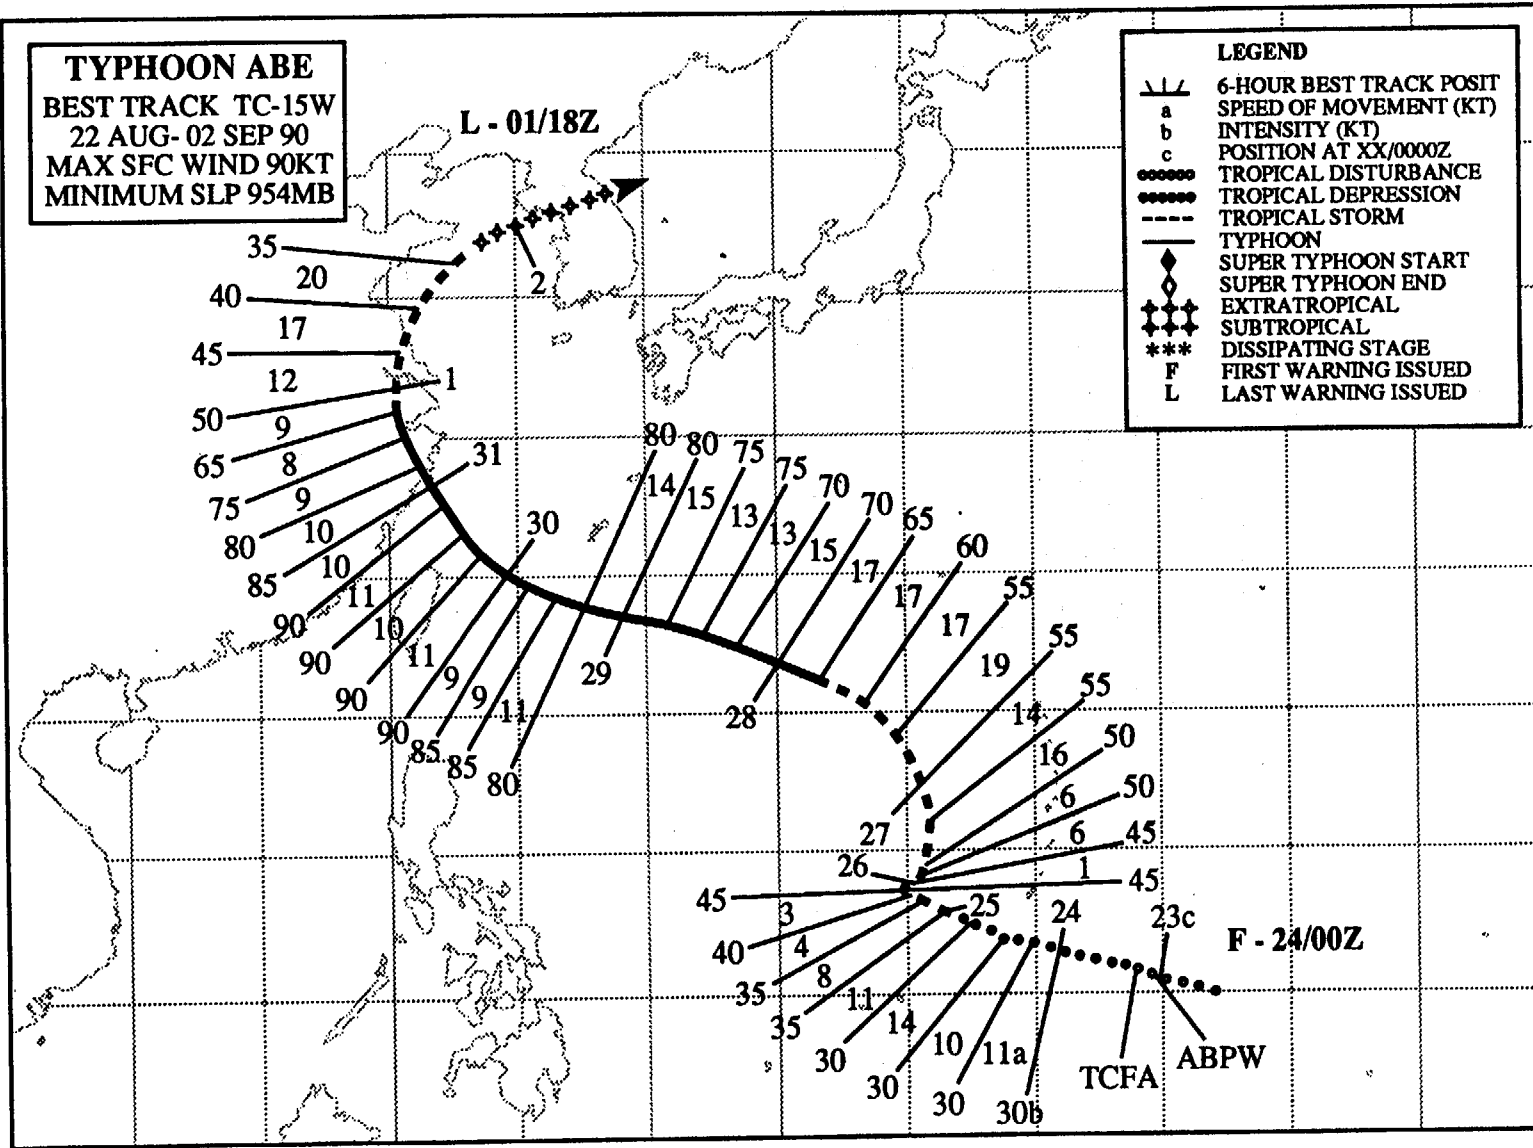 TYPHOON ABE
BEST TRACK TC-15W
22 AUG- 02 SEP 90
MAX SFC WIND 90KT
MINIMUM SLP 954MB
L - 01/18Z
LEGEND
6-HOUR BEST TRACK POSIT
a SPEED OF MOVEMENT (KT)
b INTENSITY (KT)
c POSITION AT XX/0000Z
TROPICAL DISTURBANCE
TROPICAL DEPRESSION
TROPICAL STORM
TYPHOON
SUPER TYPHOON START
SUPER TYPHOON END
EXTRATROPICAL
SUBTROPICAL
*** DISSIPATING STAGE
F FIRST WARNING ISSUED
L LAST WARNING ISSUED
35
20
2
40
17
45
12
1
50
9
65
8
31
75
9
80
10
85
10
30
90
11
90
10
90
11
90
9
85
9
85
11
80
80
14
80
15
29
75
13
75
13
70
15
70
17
28
65
17
60
17
55
19
55
14
27
55
16
50
6
50
6
45
1
45
26
45
3
40
4
35
8
35
11
25
30
14
30
10
30
11a
24
30b
23c
F - 24/00Z
TCFA
ABPW